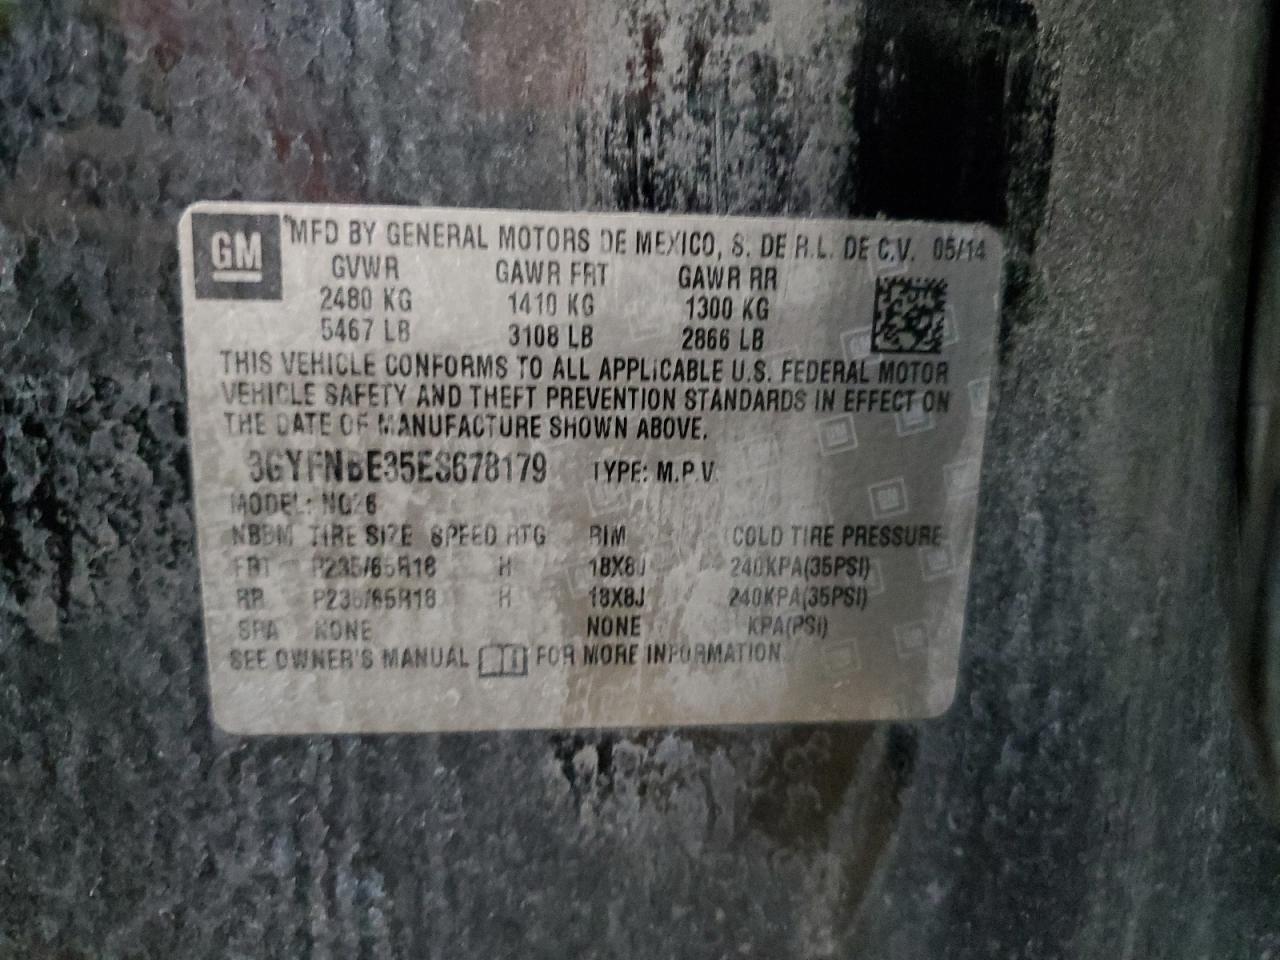 GM
MFD BY GENERAL MOTORS DE MEXICO, S. DE R.L. DE C.V. 05/14
GVWR GAWR FRT GAWR RR
2480 KG 1410 KG 1300 KG
5467 LB 3108 LB 2866 LB
THIS VEHICLE CONFORMS TO ALL APPLICABLE U.S. FEDERAL MOTOR
VEHICLE SAFETY AND THEFT PREVENTION STANDARDS IN EFFECT ON
THE DATE OF MANUFACTURE SHOWN ABOVE.
3GYFNBE35ES678179 TYPE: M.P.V.
MODEL: NQ26
TIRE SIZE SPEED RTG RIM COLD TIRE PRESSURE
FRT P235/65R18 H 18X8J 240KPA(35PSI)
RR P235/65R18 H 18X8J 240KPA(35PSI)
SPA NONE NONE KPA(PSI)
SEE OWNER'S MANUAL FOR MORE INFORMATION.